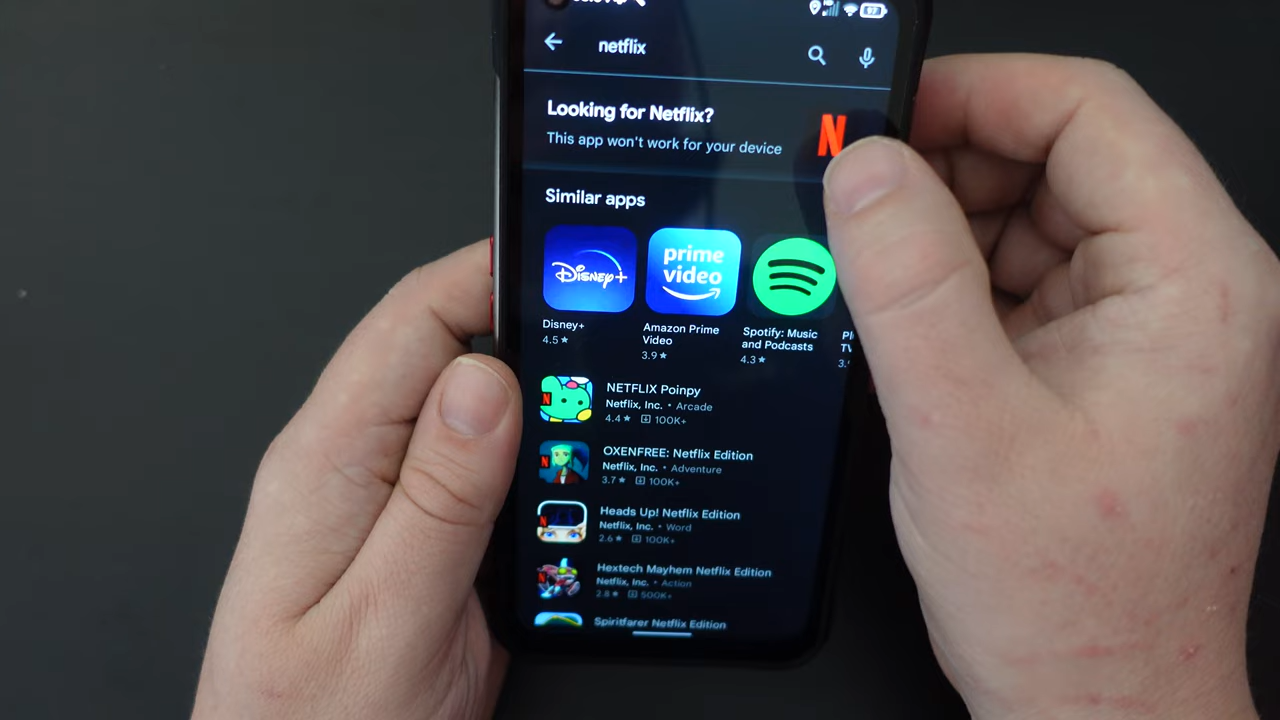 97
netflix
Looking for Netflix?
This app won't work for your device
N
Similar apps
Disney+
prime
video
Disney+
4.5★
Amazon Prime
Video
3.9★
Spotify: Music
and Podcasts
4.3★
NETFLIX Poinpy
Netflix, Inc. • Arcade
4.4★ 100K+
OXENFREE: Netflix Edition
Netflix, Inc. • Adventure
3.7★ 100K+
Heads Up! Netflix Edition
Netflix, Inc. • Word
2.6★ 100K+
Hextech Mayhem Netflix Edition
Netflix, Inc. • Action
2.8★ 500K+
Spiritfarer Netflix Edition